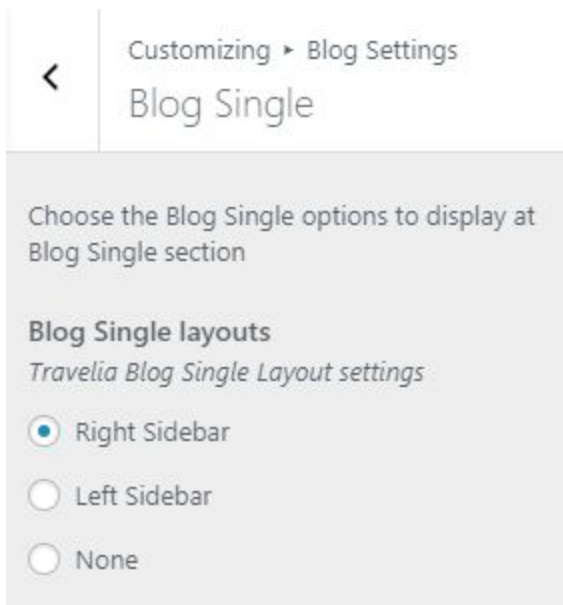 Customizing ▸ Blog Settings
Blog Single
Choose the Blog Single options to display at
Blog Single section
Blog Single layouts
Travelia Blog Single Layout settings
Right Sidebar
Left Sidebar
None